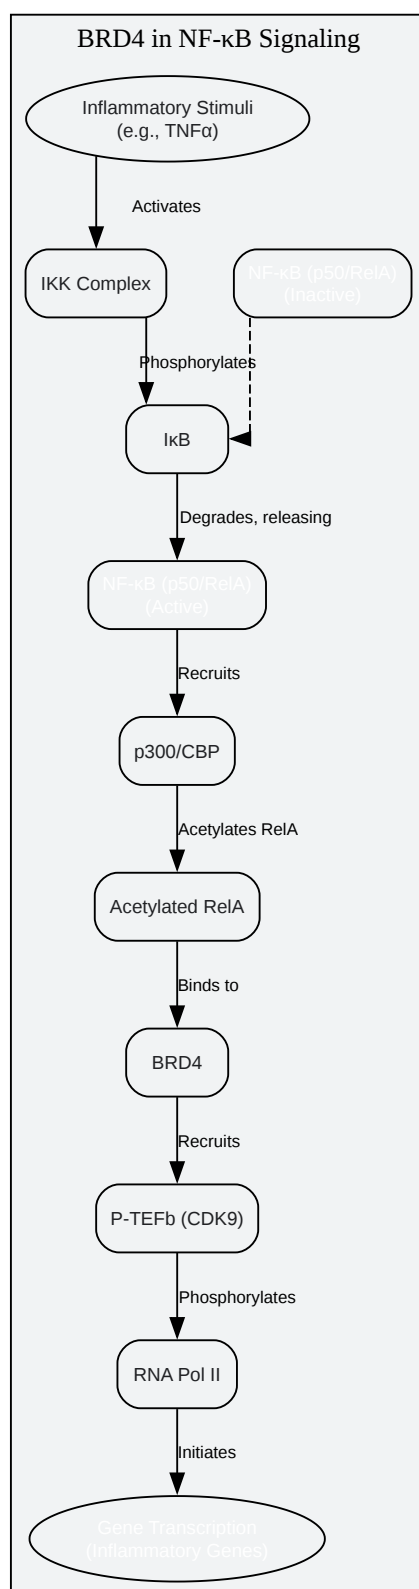 BRD4 in NF-κB Signaling
Inflammatory Stimuli
(e.g., TNFα)
Activates
IKK Complex
NF-κB (p50/RelA)
(Inactive)
Phosphorylates
IκB
Degrades, releasing
NF-κB (p50/RelA)
(Active)
Recruits
p300/CBP
Acetylates RelA
Acetylated RelA
Binds to
BRD4
Recruits
P-TEFb (CDK9)
Phosphorylates
RNA Pol II
Initiates
Gene Transcription
(Inflammatory Genes)